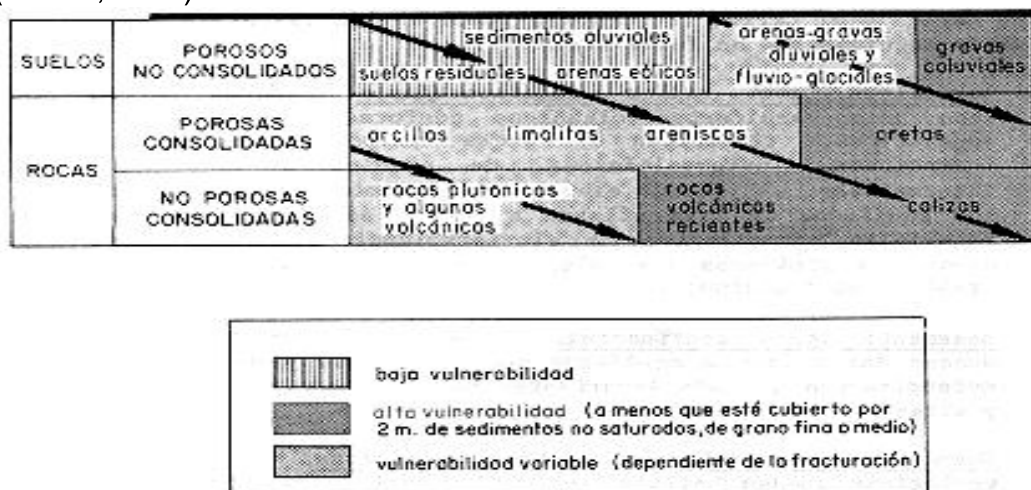 SUELOS
POROSOS
NO CONSOLIDADOS
sedimentos aluviales
suelos residuales arenas eólicas
arenas-gravas
aluviales y
fluvio-glaciales
gravas
coluviales
ROCAS
POROSAS
CONSOLIDADAS
arcillas limolitas areniscas cretas
NO POROSAS
CONSOLIDADAS
rocas plutónicas
y algunas
volcánicas
rocas
volcánicas
recientes
calizas
baja vulnerabilidad
alta vulnerabilidad (a menos que esté cubierto por
2 m. de sedimentos no saturados, de grano fino o medio)
vulnerabilidad variable (dependiente de la fracturación)